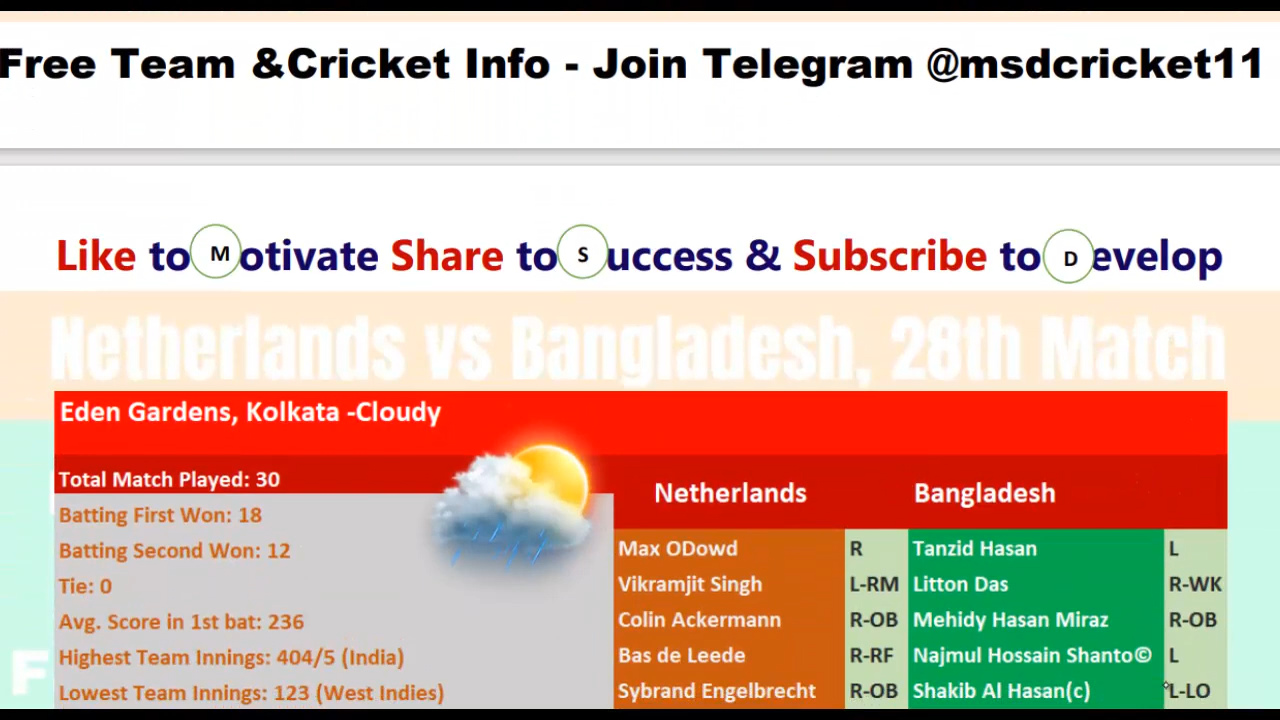 Free Team &Cricket Info - Join Telegram @msdcricket11
Like to Motivate Share to Success & Subscribe to Develop
Netherlands vs Bangladesh, 28th Match
Eden Gardens, Kolkata -Cloudy
Total Match Played: 30
Batting First Won: 18
Batting Second Won: 12
Tie: 0
Avg. Score in 1st bat: 236
Highest Team Innings: 404/5 (India)
Lowest Team Innings: 123 (West Indies)
Netherlands Bangladesh
Max ODowd R Tanzid Hasan L
Vikramjit Singh L-RM Litton Das R-WK
Colin Ackermann R-OB Mehidy Hasan Miraz R-OB
Bas de Leede R-RF Najmul Hossain Shanto© L
Sybrand Engelbrecht R-OB Shakib Al Hasan(c) L-LO
F